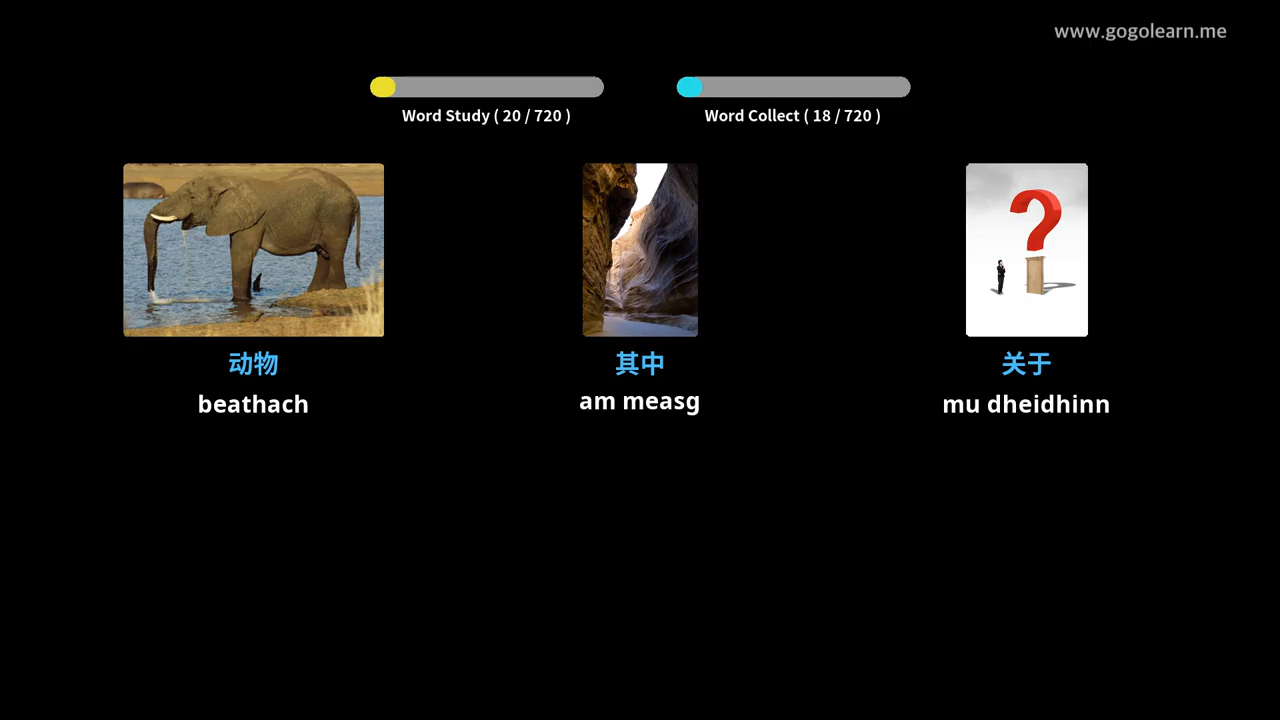 www.gogolearn.me
Word Study ( 20 / 720 )
Word Collect ( 18 / 720 )
动物
其中
关于
beathach
am measg
mu dheidhinn